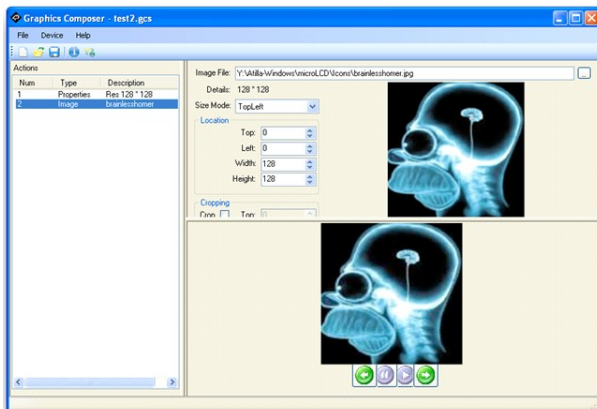 Graphics Composer - test2.gcs
File Device Help
Actions
Num Type Description
1 Properties Res 128 * 128
2 Image brainlesshomer
Image File: Y:\Atilla-Windows\microLCD\Icons\brainlesshomer.jpg ...
Details: 128 * 128
Size Mode: TopLeft
Location
Top: 0
Left: 0
Width: 128
Height: 128
Cropping
Crop Top: 0